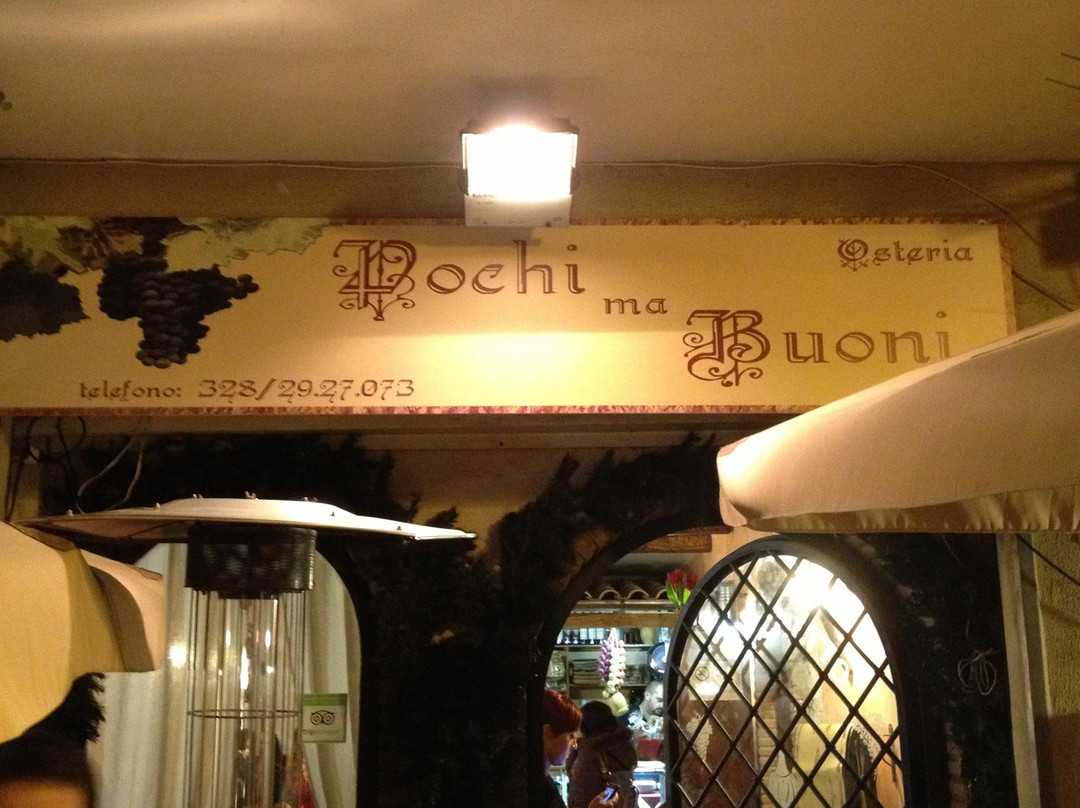 Pochi
Osteria
ma
Buoni
telefono: 328/29.27.073